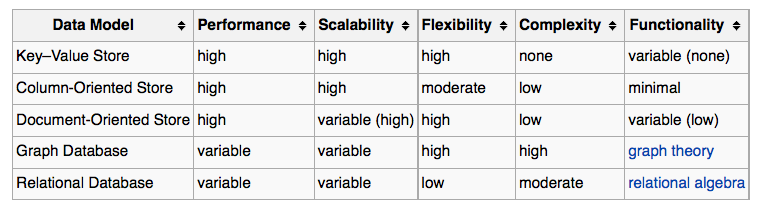 Data Model Performance Scalability Flexibility Complexity Functionality
Key–Value Store high high high none variable (none)
Column-Oriented Store high high moderate low minimal
Document-Oriented Store high variable (high) high low variable (low)
Graph Database variable variable high high graph theory
Relational Database variable variable low moderate relational algebra